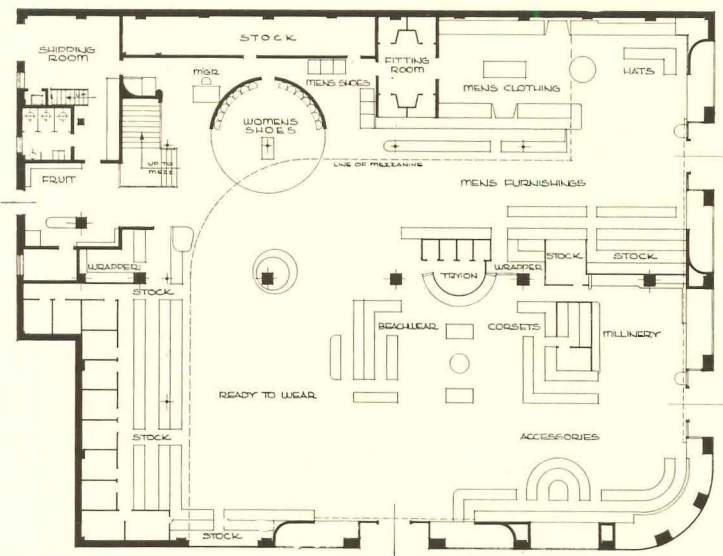 SHIPPING
ROOM
STOCK
MGR
WOMENS
SHOES
MENS SHOES
FITTING
ROOM
MENS CLOTHING
HATS
UP TO
MEZZ
LINE OF MEZZANINE
FRUIT
MENS FURNISHINGS
WRAPPER
STOCK
TRY-ON
WRAPPER
STOCK
STOCK
BEACHWEAR
CORSETS
MILLINERY
READY TO WEAR
STOCK
ACCESSORIES
STOCK